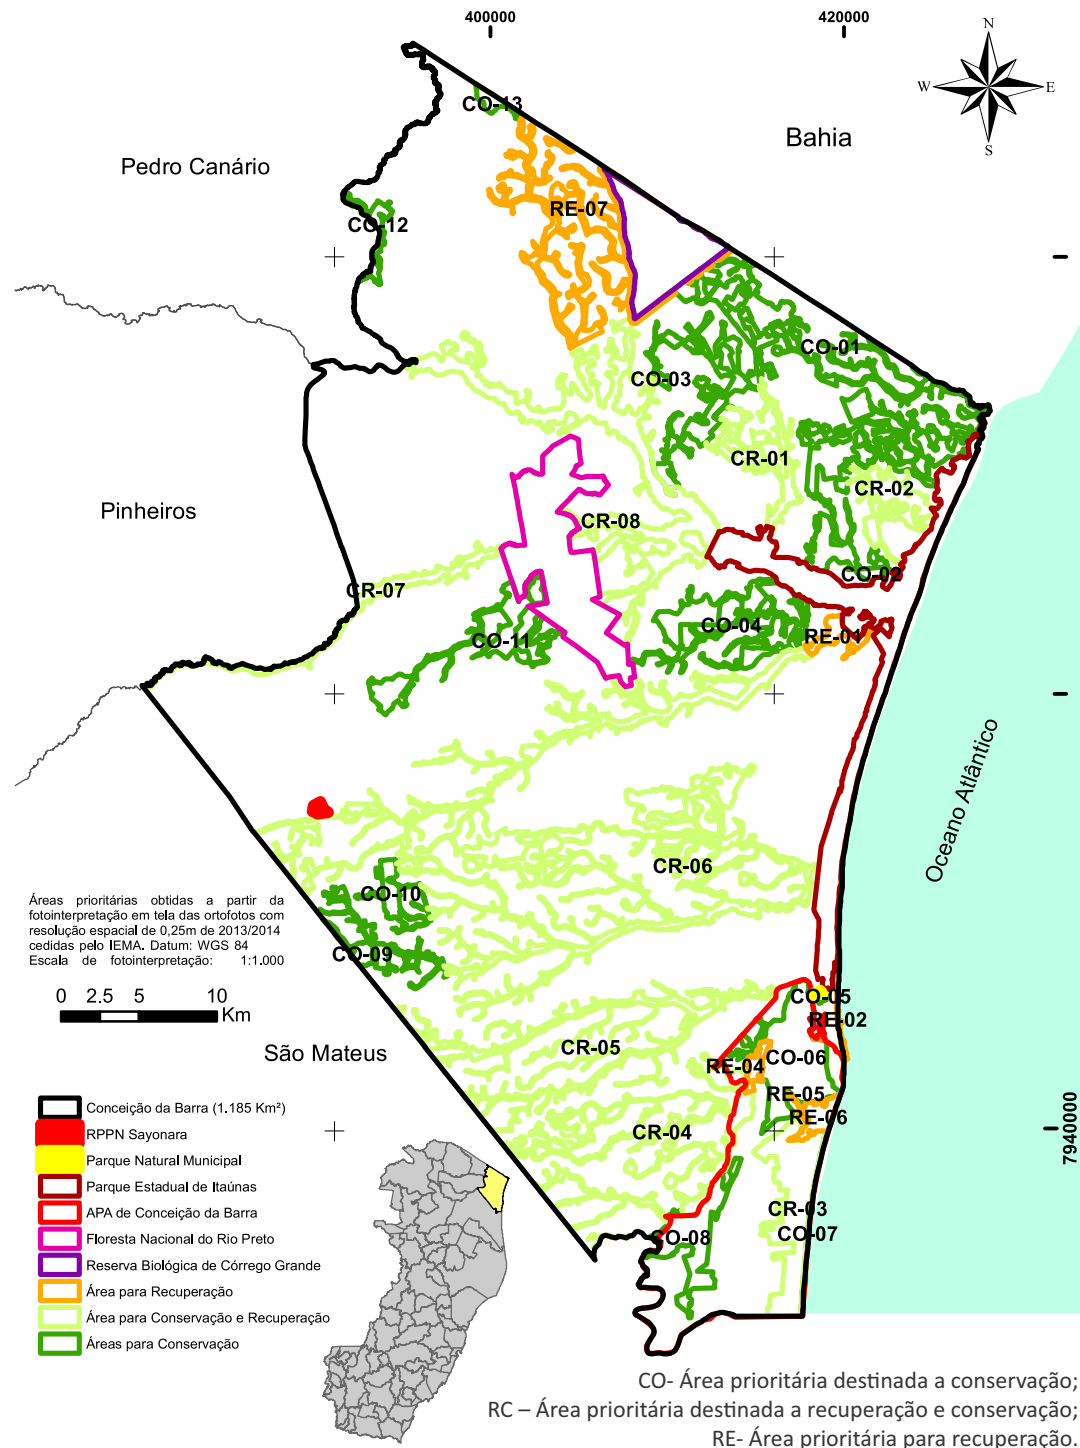 400000
420000
N
W
E
S
Bahia
Pedro Canário
CO-13
RE-07
CO-12
CO-01
CO-03
CR-01
CR-02
Pinheiros
CR-08
CO-02
CR-07
CO-04
RE-01
CO-11
Oceano Atlântico
CR-06
CO-10
CO-09
Áreas prioritárias obtidas a partir da
fotointerpretação em tela das ortofotos com
resolução espacial de 0,25m de 2013/2014
cedidas pelo IEMA. Datum: WGS 84
Escala de fotointerpretação: 1:1.000
0 2.5 5 10
Km
CO-05
RE-02
São Mateus
CR-05
CO-06
RE-04
RE-05
RE-06
CR-04
7940000
CR-03
CO-07
CO-08
Conceição da Barra (1.185 Km²)
RPPN Sayonara
Parque Natural Municipal
Parque Estadual de Itaúnas
APA de Conceição da Barra
Floresta Nacional do Rio Preto
Reserva Biológica de Córrego Grande
Área para Recuperação
Área para Conservação e Recuperação
Áreas para Conservação
CO- Área prioritária destinada a conservação;
RC – Área prioritária destinada a recuperação e conservação;
RE- Área prioritária para recuperação.